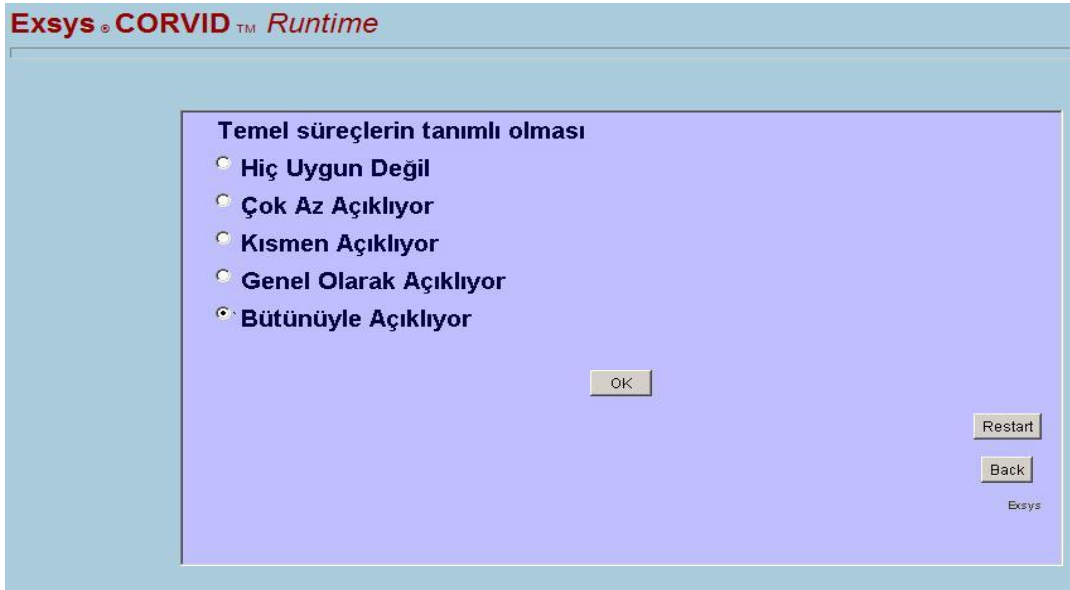 Exsys ® CORVID TM Runtime
Temel süreçlerin tanımlı olması
Hiç Uygun Değil
Çok Az Açıklıyor
Kısmen Açıklıyor
Genel Olarak Açıklıyor
Bütünüyle Açıklıyor
OK
Restart
Back
Exsys